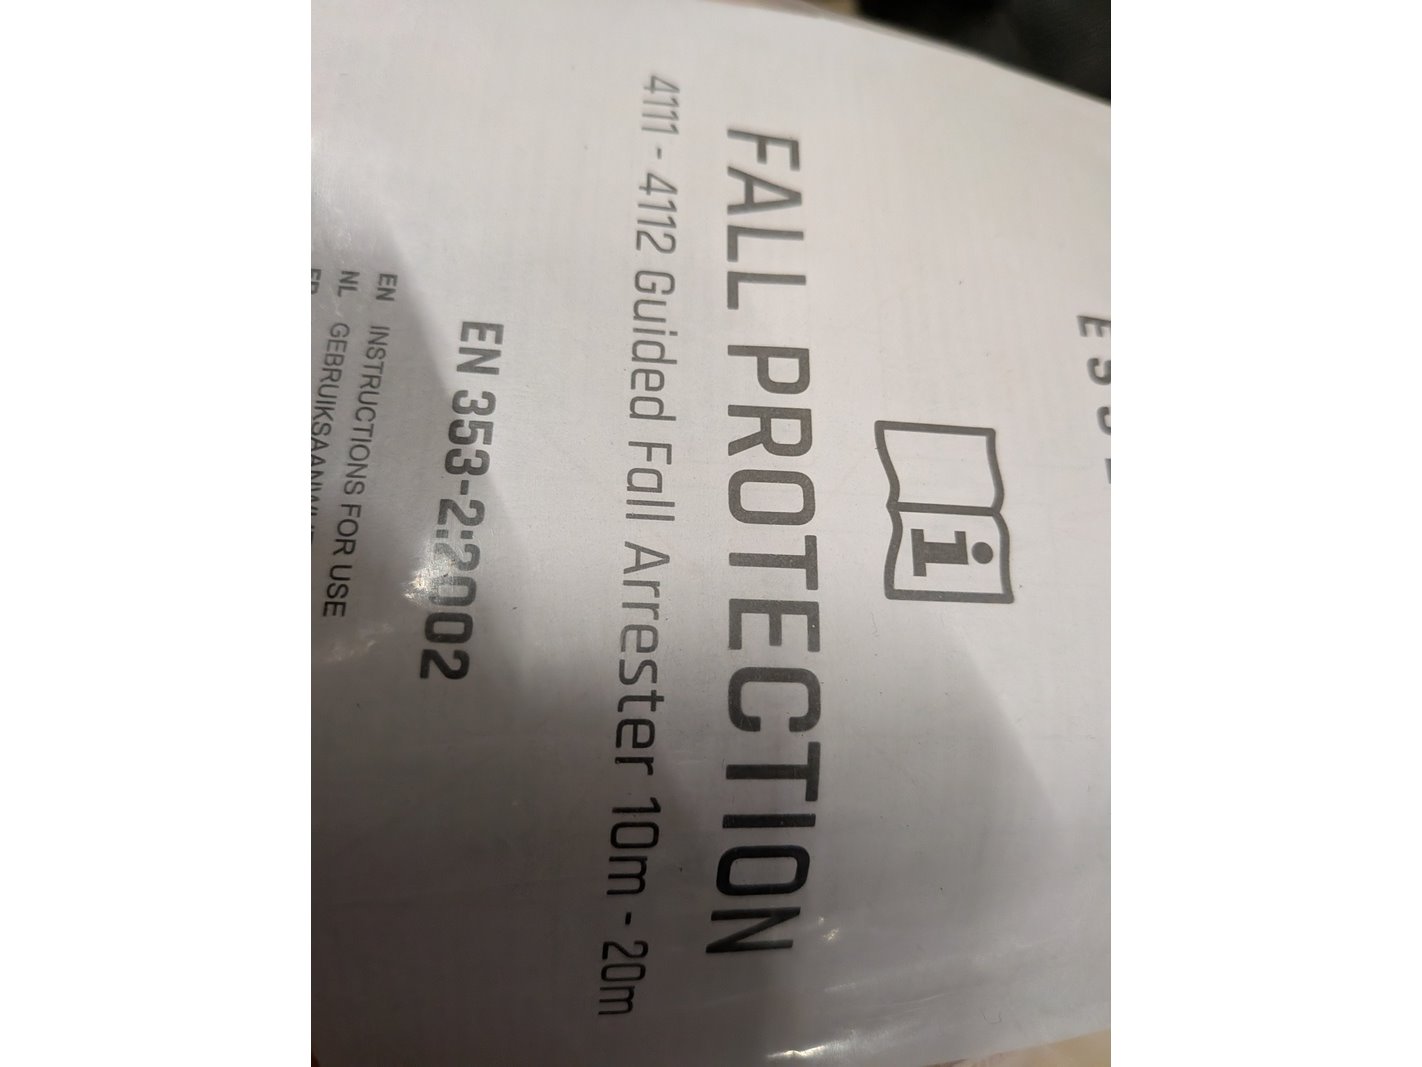 FALL PROTECTION
4111 - 4112 Guided Fall Arrester 10m - 20m
EN 353-2:2002
EN INSTRUCTIONS FOR USE
NL